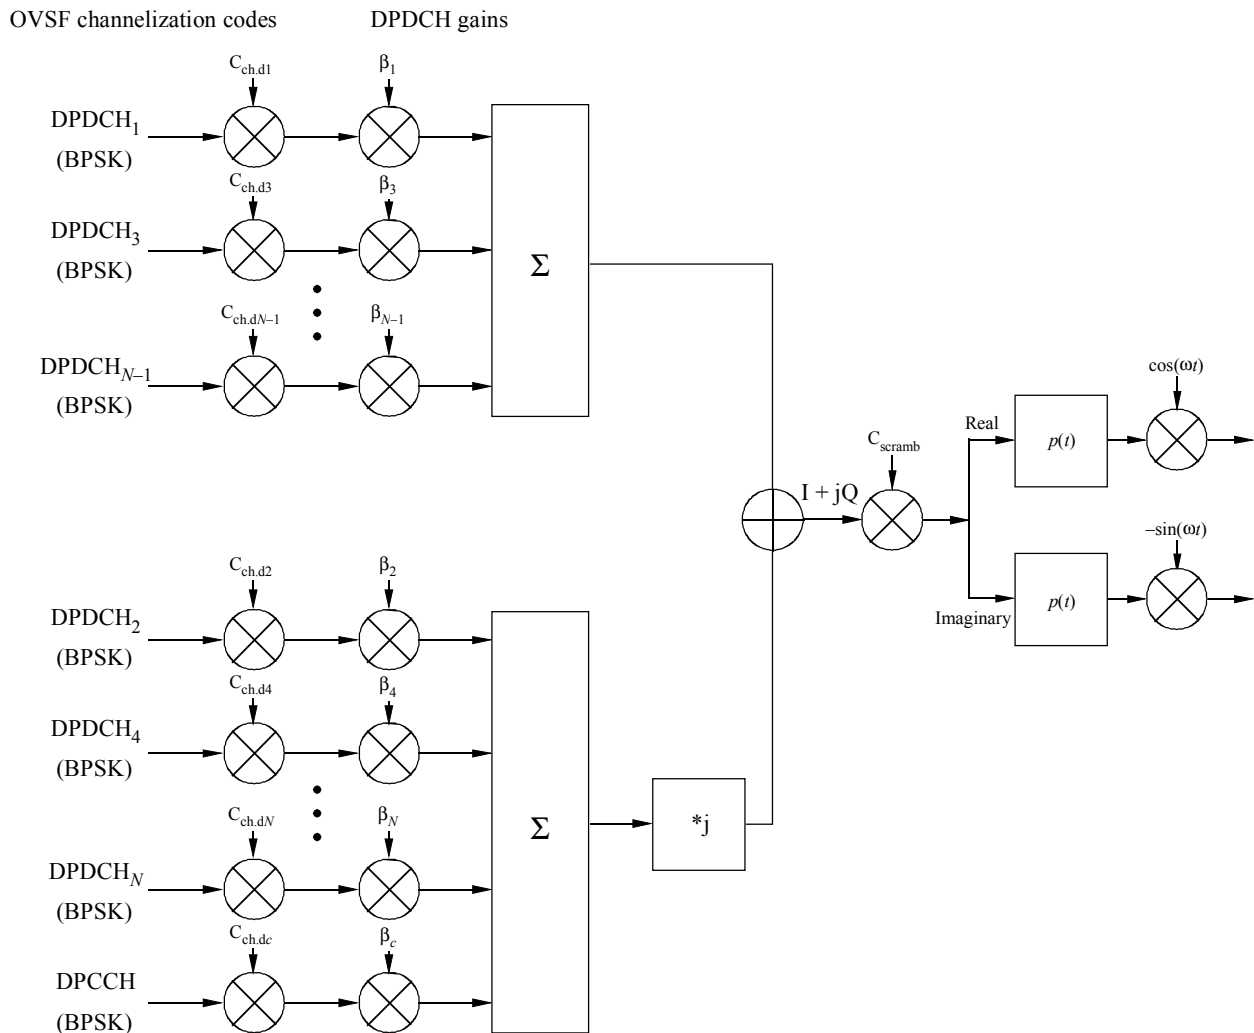 OVSF channelization codes DPDCH gains
C_ch.d1 β_1
DPDCH_1
(BPSK)
C_ch.d3 β_3
DPDCH_3
(BPSK)
Σ
C_ch.dN–1 β_N–1
DPDCH_N–1
(BPSK)
cos(ωt)
Real
p(t)
C_scramb
I + jQ
–sin(ωt)
p(t)
Imaginary
C_ch.d2 β_2
DPDCH_2
(BPSK)
C_ch.d4 β_4
DPDCH_4
(BPSK)
Σ
*j
C_ch.dN β_N
DPDCH_N
(BPSK)
C_ch.dc β_c
DPCCH
(BPSK)